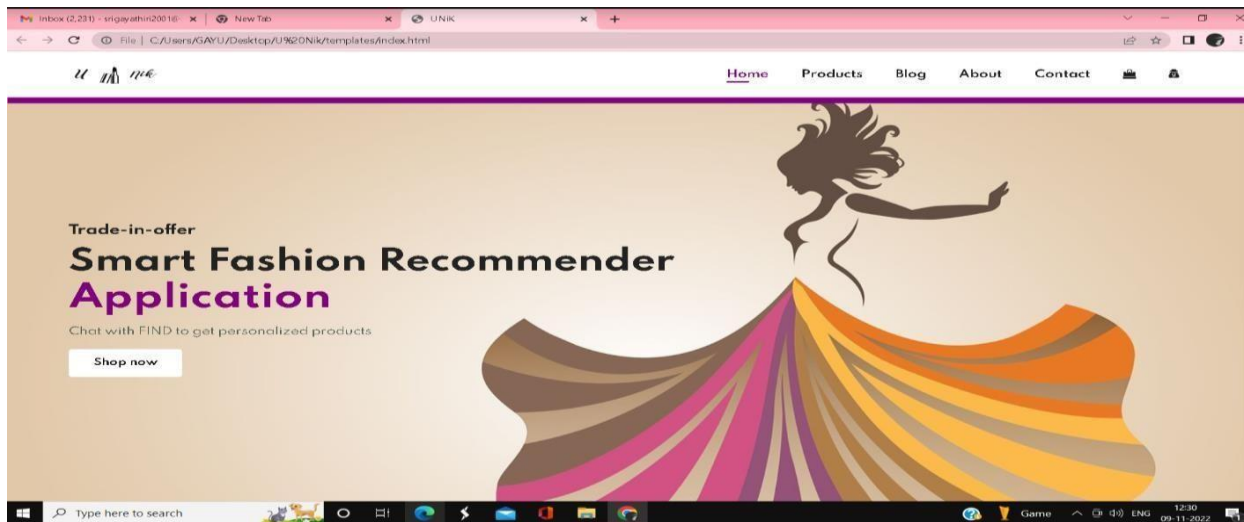 Inbox (2,231) - srigayathiri20016
New Tab
UNIK
File | C:/Users/GAYU/Desktop/U%20Nik/templates/index.html
U nik
Home Products Blog About Contact
Trade-in-offer
Smart Fashion Recommender
Application
Chat with FIND to get personalized products
Shop now
Type here to search
Game
ENG
12:30
09-11-2022